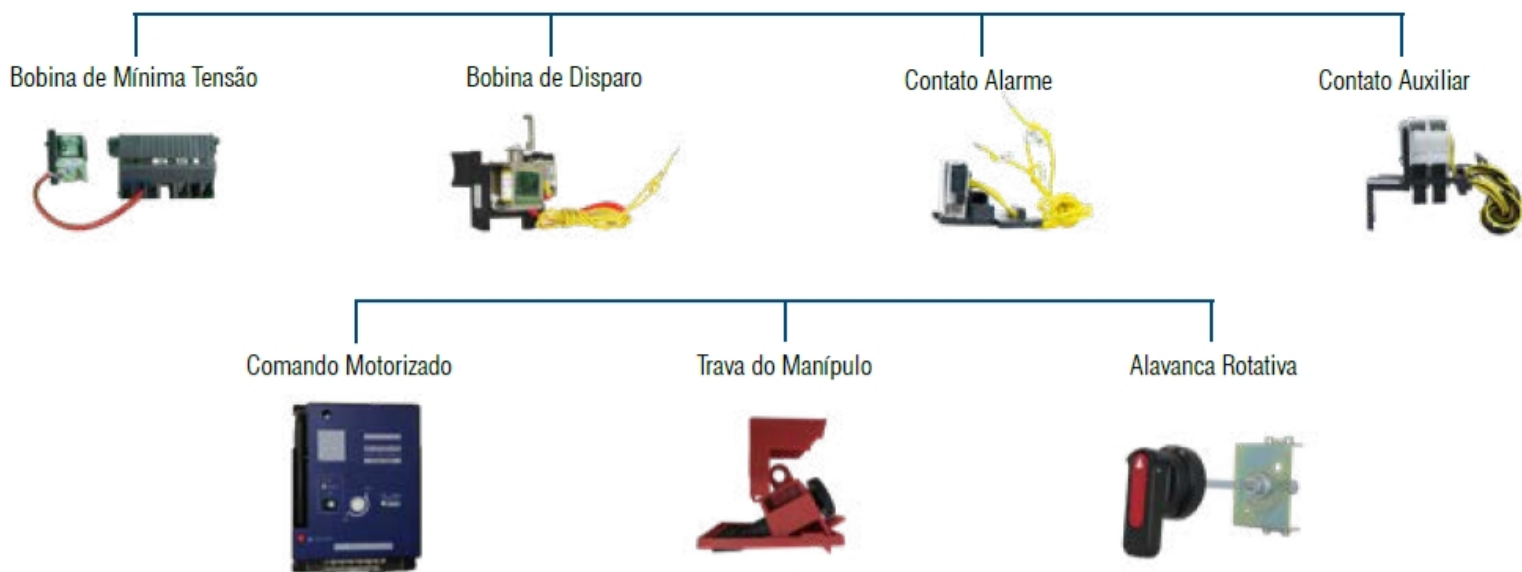 Bobina de Mínima Tensão
Bobina de Disparo
Contato Alarme
Contato Auxiliar
Comando Motorizado
Trava do Manípulo
Alavanca Rotativa